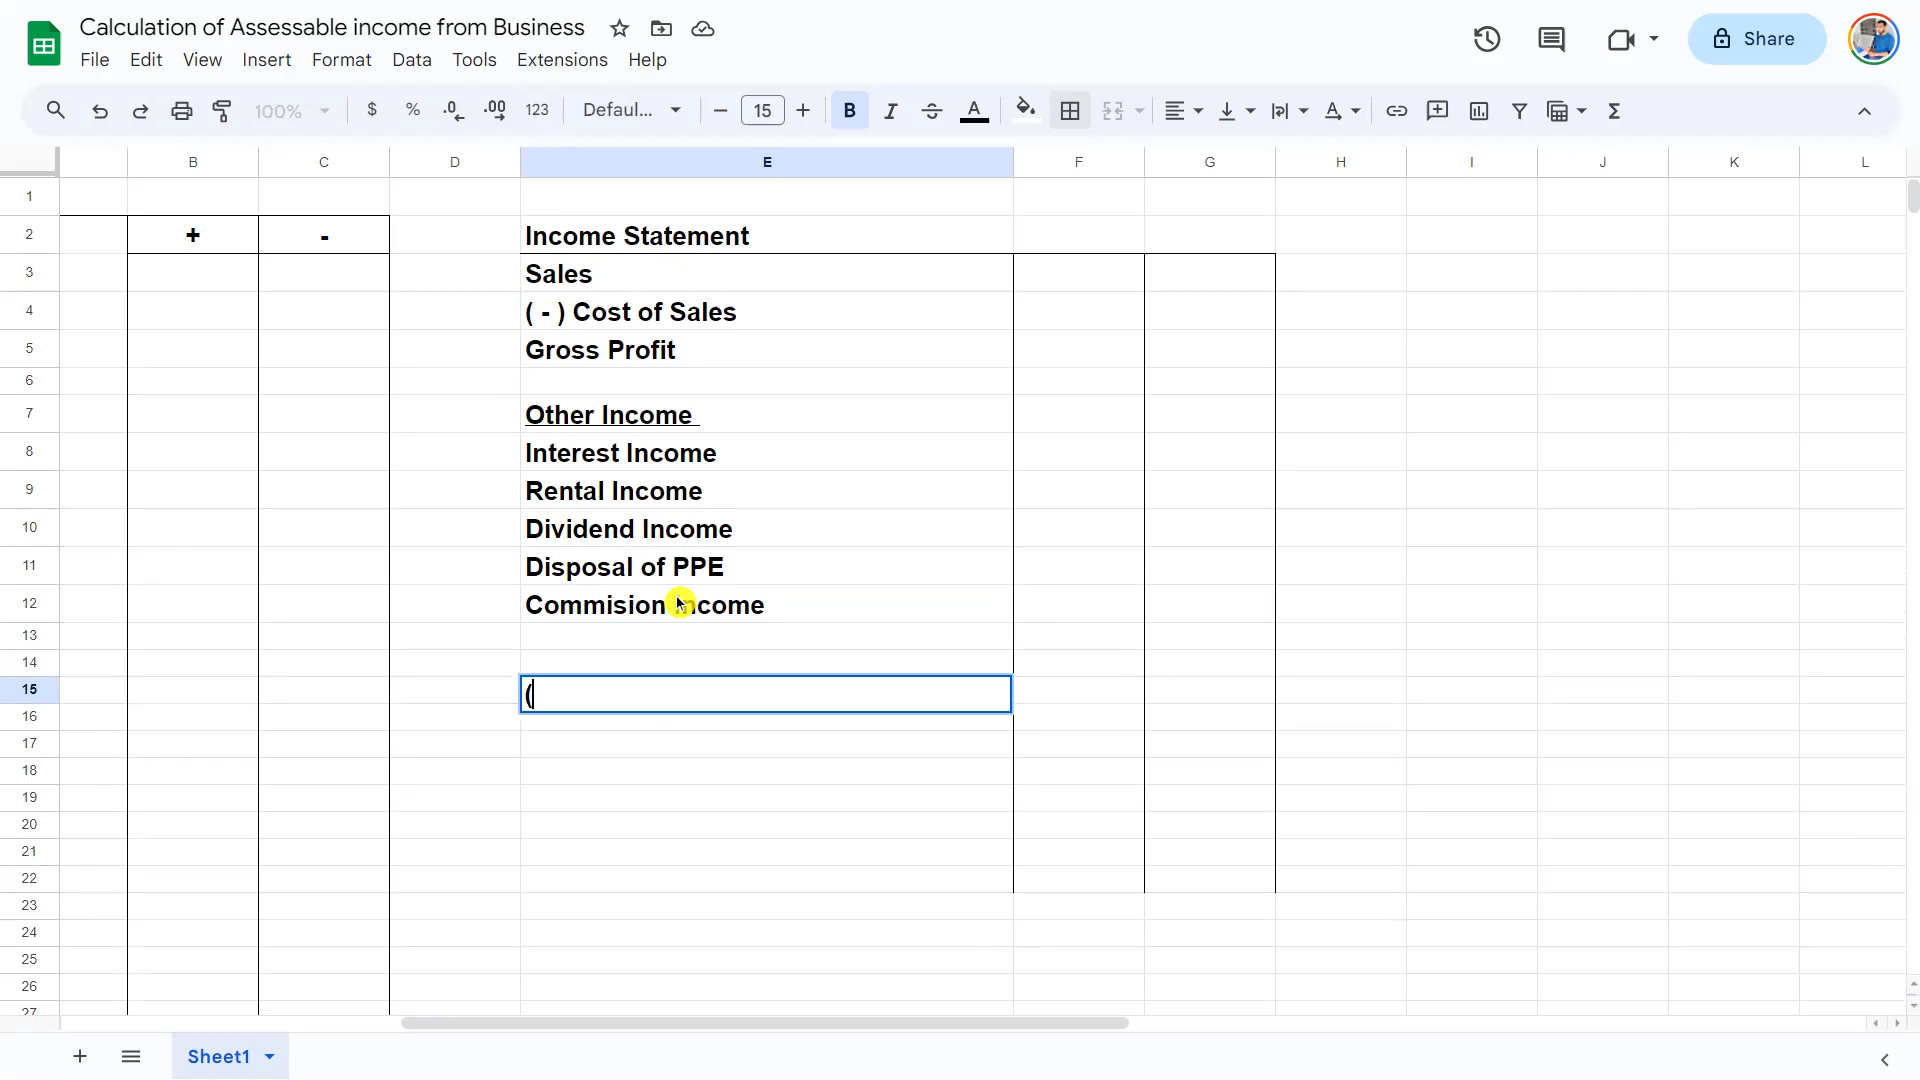 Calculation of Assessable income from Business
Share
File Edit View Insert Format Data Tools Extensions Help
100% $ % .0 .00 123 Defaul... 15 B I A Σ
B C D E F G H I J K L
1
2 + - Income Statement
3 Sales
4 ( - ) Cost of Sales
5 Gross Profit
6
7 Other Income
8 Interest Income
9 Rental Income
10 Dividend Income
11 Disposal of PPE
12 Commision Income
13
14
15 (
16
17
18
19
20
21
22
23
24
25
26
27
Sheet1